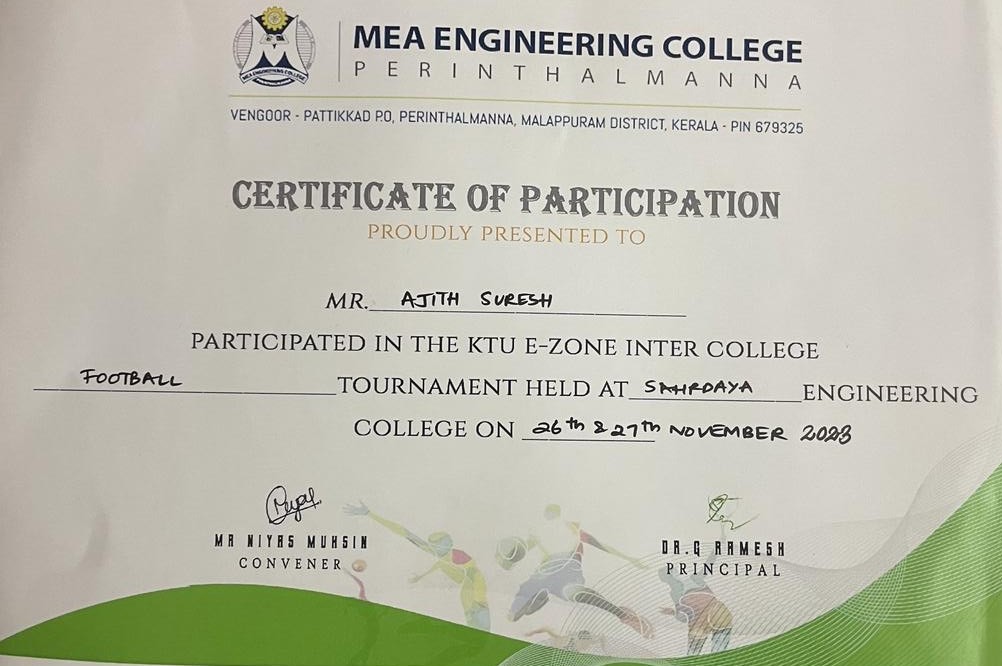 MEA ENGINEERING COLLEGE
PERINTHALMANNA
VENGOOR - PATTIKKAD P.O, PERINTHALMANNA, MALAPPURAM DISTRICT, KERALA - PIN 679325
CERTIFICATE OF PARTICIPATION
PROUDLY PRESENTED TO
MR. AJITH SURESH
PARTICIPATED IN THE KTU E-ZONE INTER COLLEGE
FOOTBALL TOURNAMENT HELD AT SAHRDAYA ENGINEERING
COLLEGE ON 26th & 27th NOVEMBER 2023
MR NIYAS MUHSIN
CONVENER
DR.G RAMESH
PRINCIPAL